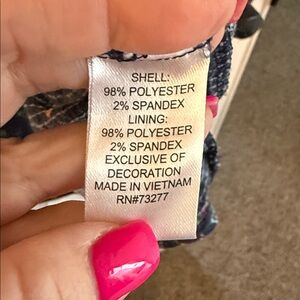 SHELL:
98% POLYESTER
2% SPANDEX
LINING:
98% POLYESTER
2% SPANDEX
EXCLUSIVE OF
DECORATION
MADE IN VIETNAM
RN#73277